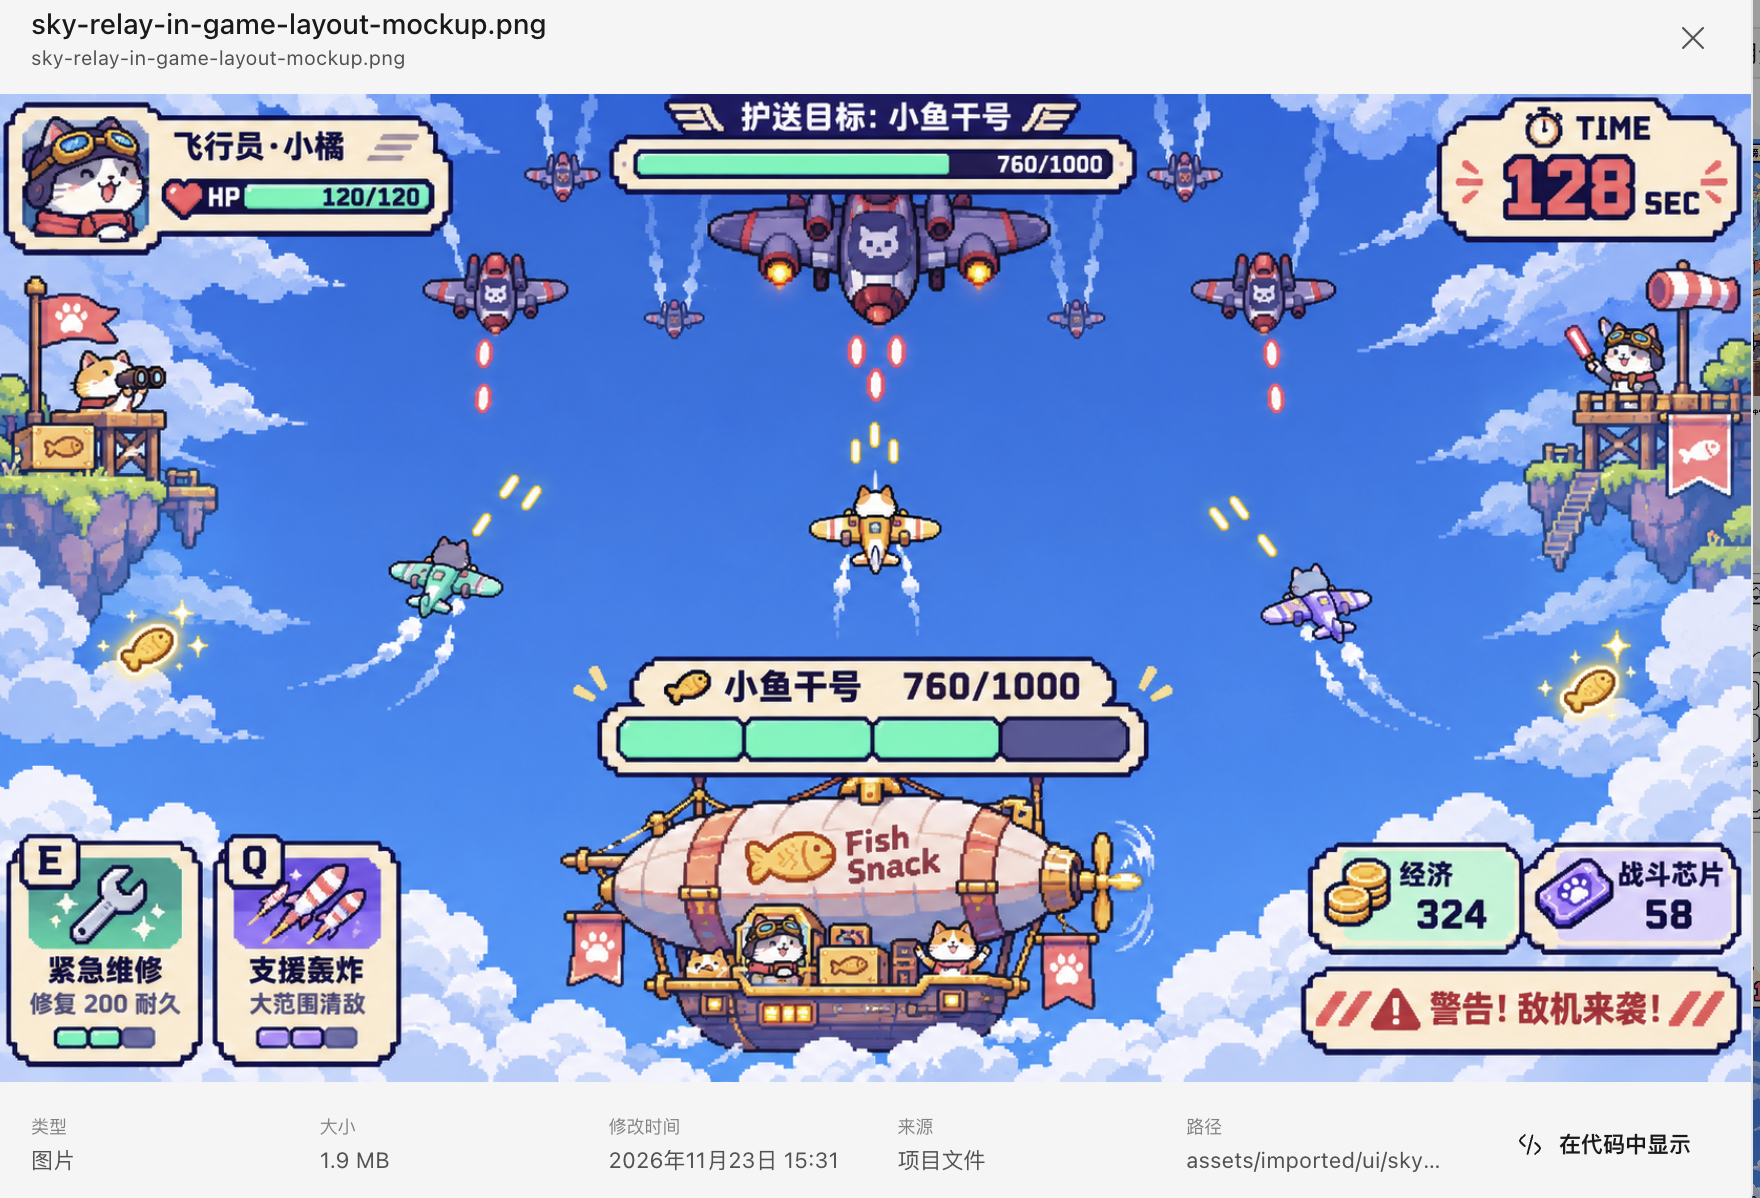 sky-relay-in-game-layout-mockup.png
sky-relay-in-game-layout-mockup.png
飞行员·小橘
HP 120/120
护送目标：小鱼干号
760/1000
TIME
128 SEC
小鱼干号 760/1000
Fish
Snack
E
紧急维修
修复 200 耐久
Q
支援轰炸
大范围清敌
经济
324
战斗芯片
58
警告！敌机来袭！
类型
图片
大小
1.9 MB
修改时间
2026年11月23日 15:31
来源
项目文件
路径
assets/imported/ui/sky...
在代码中显示